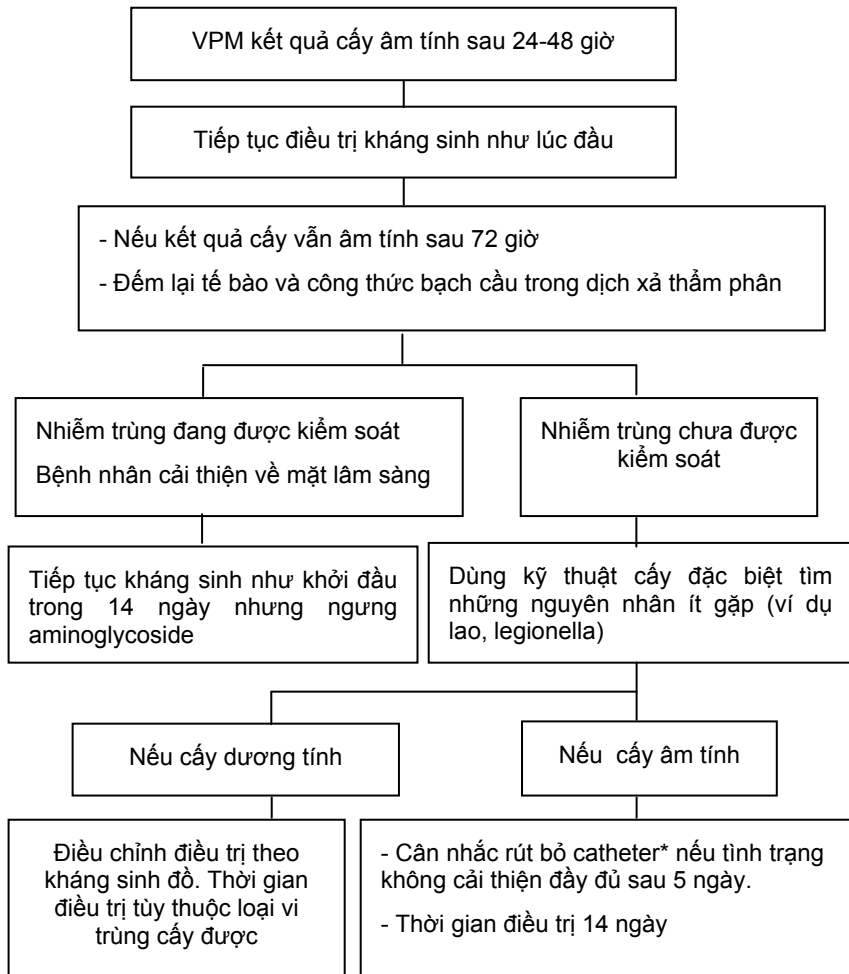 VPM kết quả cấy âm tính sau 24-48 giờ
Tiếp tục điều trị kháng sinh như lúc đầu
- Nếu kết quả cấy vẫn âm tính sau 72 giờ
- Đếm lại tế bào và công thức bạch cầu trong dịch xả thẩm phân
Nhiễm trùng đang được kiểm soát
Bệnh nhân cải thiện về mặt lâm sàng
Nhiễm trùng chưa được
kiểm soát
Tiếp tục kháng sinh như khởi đầu
trong 14 ngày nhưng ngưng
aminoglycoside
Dùng kỹ thuật cấy đặc biệt tìm
những nguyên nhân ít gặp (ví dụ
lao, legionella)
Nếu cấy dương tính
Nếu cấy âm tính
Điều chỉnh điều trị theo
kháng sinh đồ. Thời gian
điều trị tùy thuộc loại vi
trùng cấy được
- Cân nhắc rút bỏ catheter* nếu tình trạng
không cải thiện đầy đủ sau 5 ngày.
- Thời gian điều trị 14 ngày